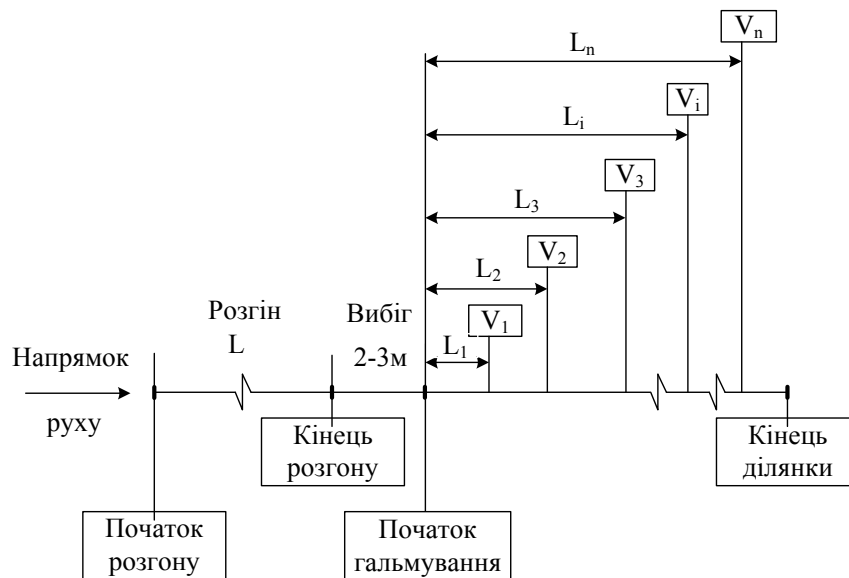 Vn
Ln
Vi
Li
V3
L3
V2
L2
Розгін
L
Вибіг
2-3м
V1
L1
Напрямок
руху
Кінець
розгону
Кінець
ділянки
Початок
розгону
Початок
гальмування